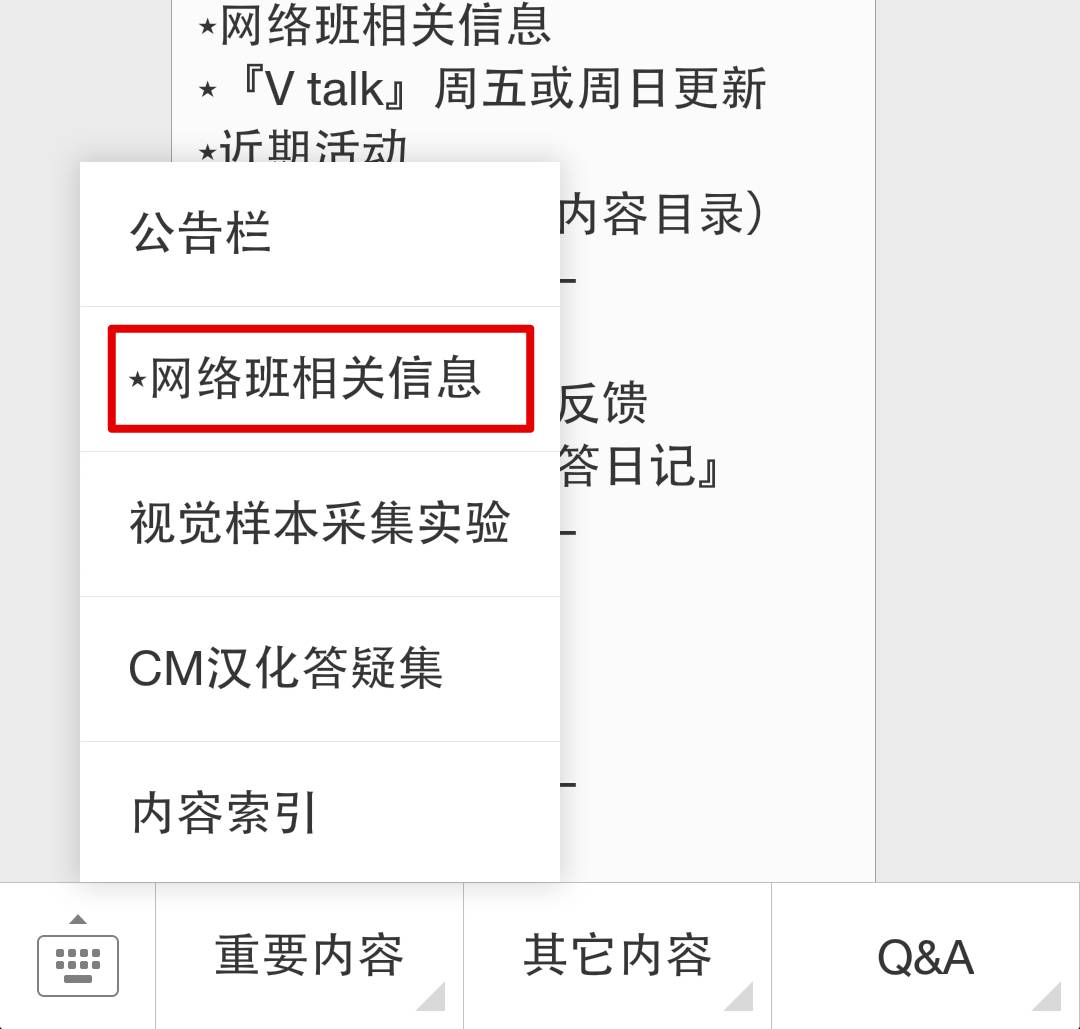 ⋆网络班相关信息
⋆『V talk』周五或周日更新
⋆近期活动
内容目录）
公告栏
⋆网络班相关信息
反馈
答日记』
视觉样本采集实验
CM汉化答疑集
内容索引
重要内容
其它内容
Q&A